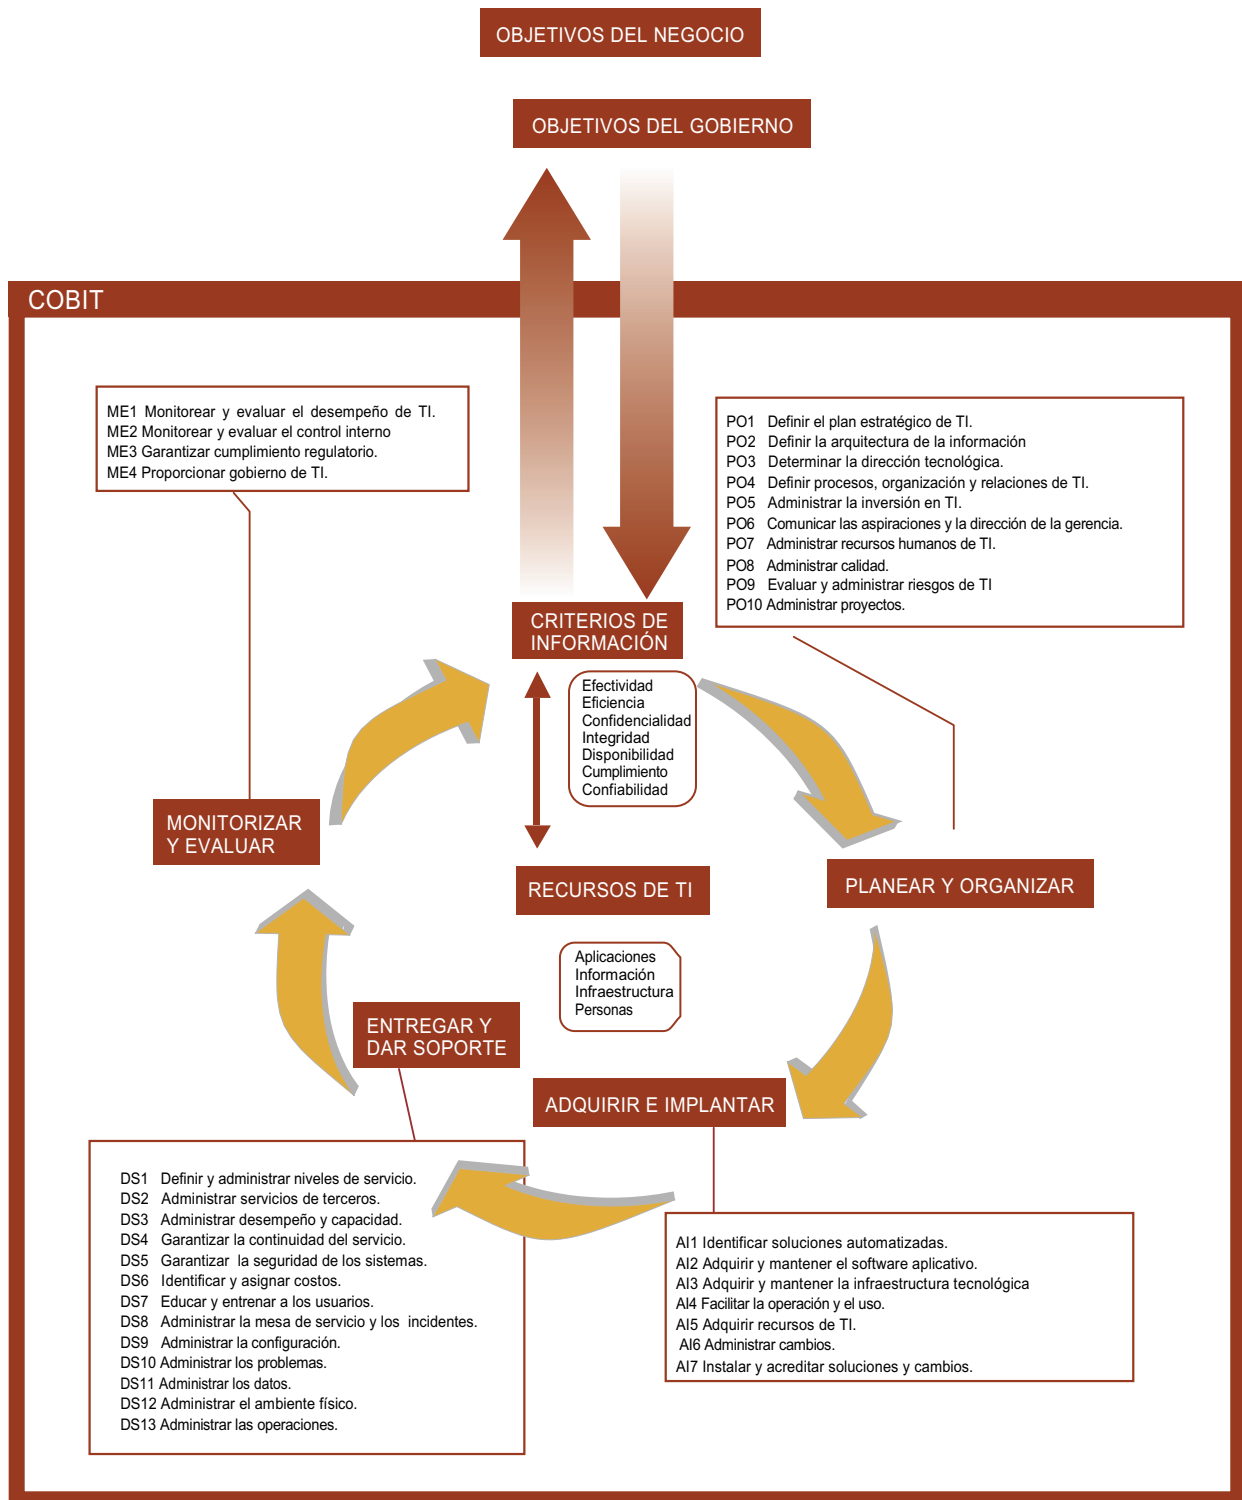 OBJETIVOS DEL NEGOCIO
OBJETIVOS DEL GOBIERNO
COBIT
ME1 Monitorear y evaluar el desempeño de TI.
ME2 Monitorear y evaluar el control interno
ME3 Garantizar cumplimiento regulatorio.
ME4 Proporcionar gobierno de TI.
PO1 Definir el plan estratégico de TI.
PO2 Definir la arquitectura de la información
PO3 Determinar la dirección tecnológica.
PO4 Definir procesos, organización y relaciones de TI.
PO5 Administrar la inversión en TI.
PO6 Comunicar las aspiraciones y la dirección de la gerencia.
PO7 Administrar recursos humanos de TI.
PO8 Administrar calidad.
PO9 Evaluar y administrar riesgos de TI
PO10 Administrar proyectos.
CRITERIOS DE
INFORMACIÓN
Efectividad
Eficiencia
Confidencialidad
Integridad
Disponibilidad
Cumplimiento
Confiabilidad
MONITORIZAR
Y EVALUAR
RECURSOS DE TI
PLANEAR Y ORGANIZAR
Aplicaciones
Información
Infraestructura
Personas
ENTREGAR Y
DAR SOPORTE
ADQUIRIR E IMPLANTAR
DS1 Definir y administrar niveles de servicio.
DS2 Administrar servicios de terceros.
DS3 Administrar desempeño y capacidad.
DS4 Garantizar la continuidad del servicio.
DS5 Garantizar la seguridad de los sistemas.
DS6 Identificar y asignar costos.
DS7 Educar y entrenar a los usuarios.
DS8 Administrar la mesa de servicio y los incidentes.
DS9 Administrar la configuración.
DS10 Administrar los problemas.
DS11 Administrar los datos.
DS12 Administrar el ambiente físico.
DS13 Administrar las operaciones.
AI1 Identificar soluciones automatizadas.
AI2 Adquirir y mantener el software aplicativo.
AI3 Adquirir y mantener la infraestructura tecnológica
AI4 Facilitar la operación y el uso.
AI5 Adquirir recursos de TI.
AI6 Administrar cambios.
AI7 Instalar y acreditar soluciones y cambios.